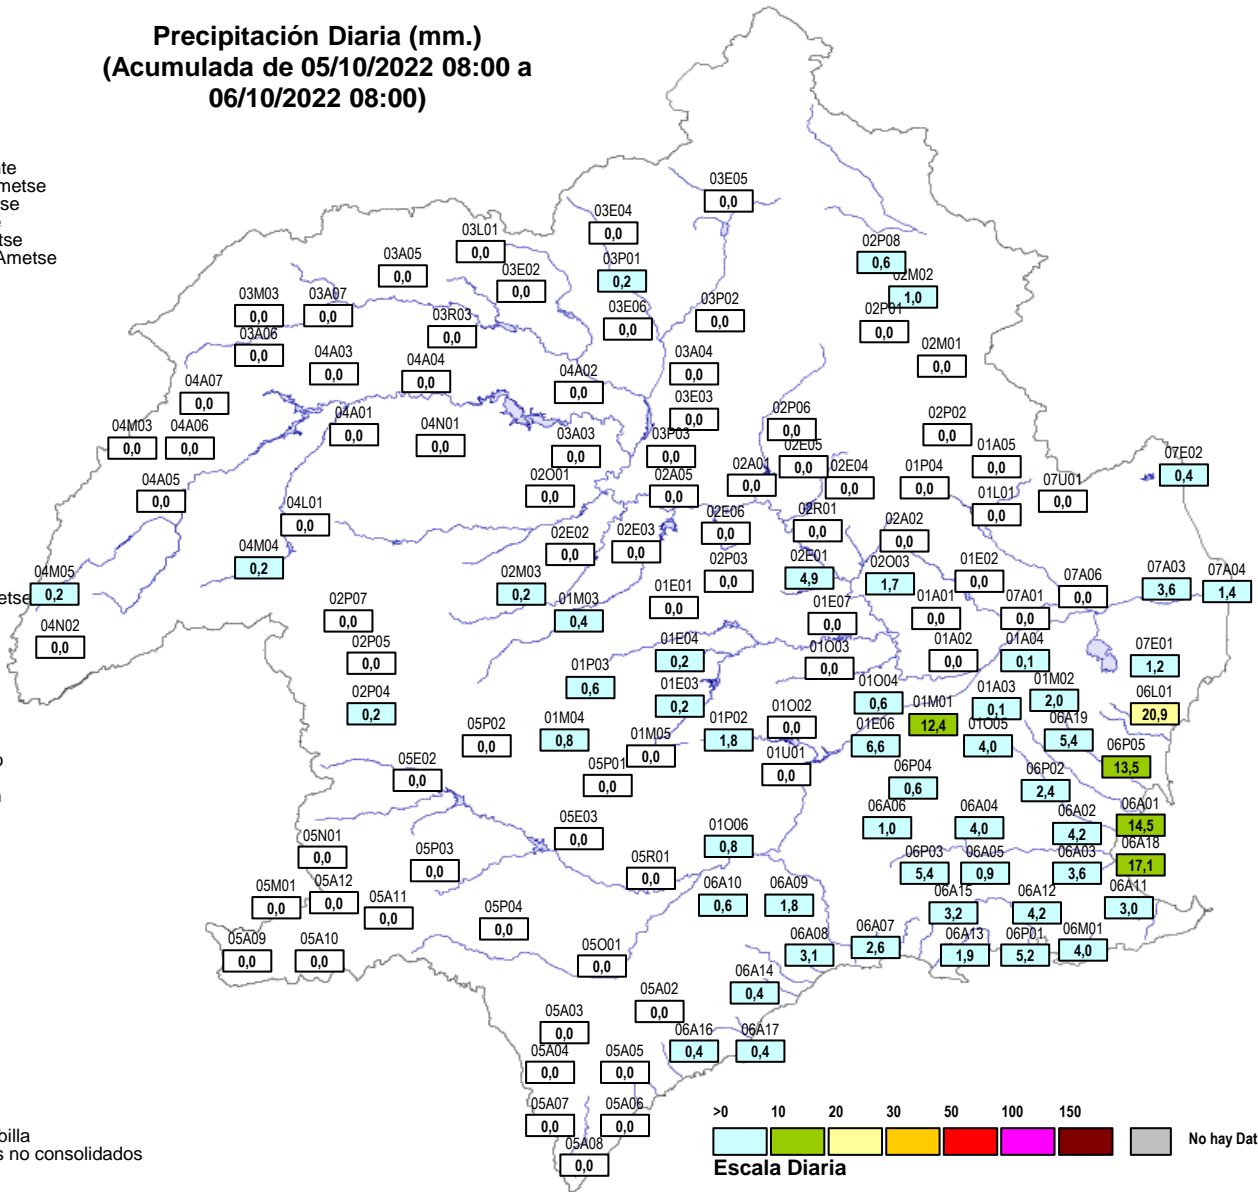 Precipitación Diaria (mm.)
(Acumulada de 05/10/2022 08:00 a
06/10/2022 08:00)
nte
metse
se
e
tse
Ametse
03E05
0,0
03E04
0,0
03L01
0,0
03A05
0,0
03E02
0,0
03P01
0,2
02P08
0,6
02M02
1,0
03M03
0,0
03A07
0,0
03R03
0,0
03E06
0,0
03P02
0,0
02P01
0,0
03A06
0,0
04A03
0,0
04A04
0,0
04A02
0,0
03A04
0,0
02M01
0,0
04A07
0,0
04A01
0,0
04N01
0,0
03E03
0,0
02P06
0,0
02P02
0,0
04M03
0,0
04A06
0,0
03A03
0,0
03P03
0,0
02E05
0,0
01A05
0,0
07E02
0,4
04A05
0,0
02O01
0,0
02A05
0,0
02A01
0,0
02E04
0,0
01P04
0,0
07U01
0,0
04L01
0,0
02E06
0,0
02R01
0,0
01L01
0,0
02A02
0,0
04M04
0,2
02E02
0,0
02E03
0,0
02P03
0,0
02E01
4,9
02O03
1,7
01E02
0,0
07A03
3,6
07A04
1,4
04M05
0,2
etse
02M03
0,2
01M03
0,4
01E01
0,0
07A06
0,0
02P07
0,0
01E07
0,0
01A01
0,0
07A01
0,0
04N02
0,0
02P05
0,0
01E04
0,2
01O03
0,0
01A02
0,0
01A04
0,1
07E01
1,2
02P04
0,2
01P03
0,6
01E03
0,2
01O04
0,6
01M01
12,4
01A03
0,1
01M02
2,0
06L01
20,9
05P02
0,0
01M04
0,8
01M05
0,0
01P02
1,8
01O02
0,0
01E06
6,6
01O05
4,0
06A19
5,4
06P05
13,5
05E02
0,0
05P01
0,0
01U01
0,0
06P04
0,6
06P02
2,4
05E03
0,0
01O06
0,8
06A06
1,0
06A04
4,0
06A02
4,2
06A01
14,5
05N01
0,0
05P03
0,0
05R01
0,0
06P03
5,4
06A05
0,9
06A03
3,6
06A18
17,1
05M01
0,0
05A12
0,0
05A11
0,0
05P04
0,0
06A10
0,6
06A09
1,8
06A15
3,2
06A12
4,2
06A11
3,0
05A09
0,0
05A10
0,0
05O01
0,0
06A08
3,1
06A07
2,6
06A13
1,9
06P01
5,2
06M01
4,0
06A14
0,4
05A02
0,0
05A03
0,0
06A16
0,4
06A17
0,4
05A04
0,0
05A05
0,0
05A07
0,0
05A06
0,0
05A08
0,0
billa
s no consolidados
>0 10 20 30 50 100 150
No hay Dat
Escala Diaria